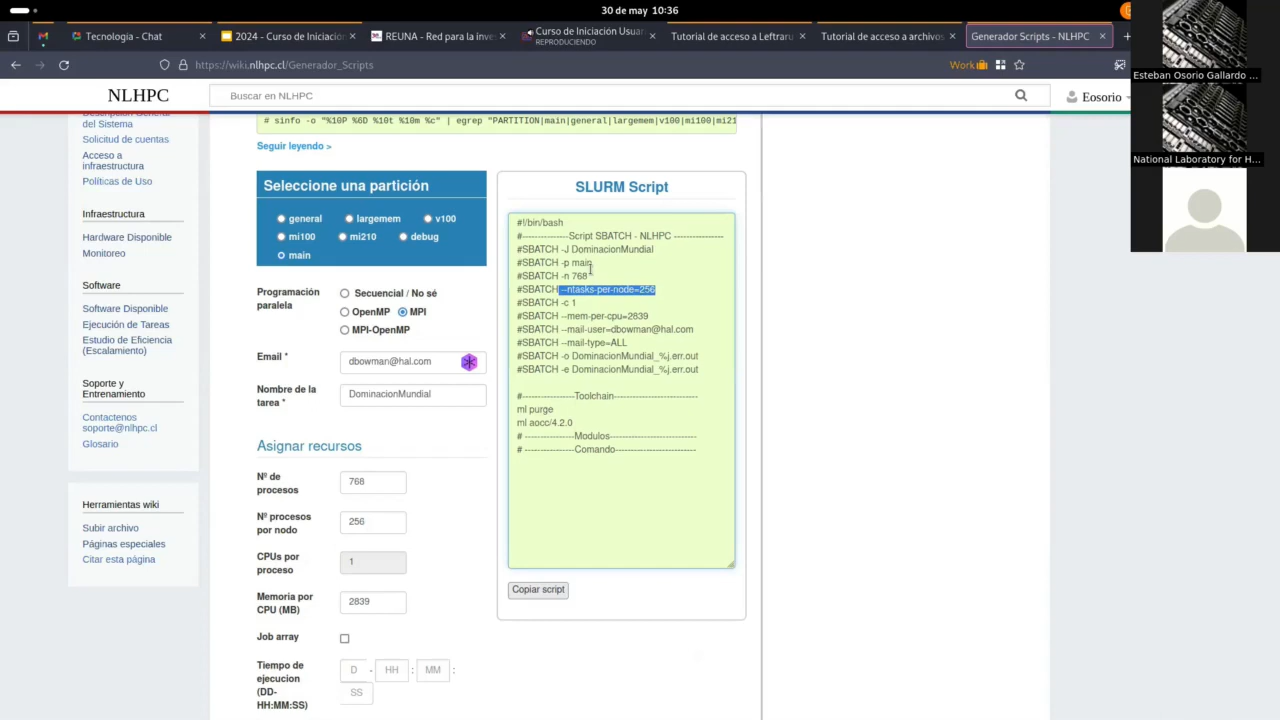 30 de may 10:36
Tecnología - Chat
2024 - Curso de Iniciación
REUNA - Red para la inves
Curso de Iniciación Usuar
REPRODUCIENDO
Tutorial de acceso a Leftraru
Tutorial de acceso a archivos
Generador Scripts - NLHPC
https://wiki.nlhpc.cl/Generador_Scripts
Work
NLHPC
Buscar en NLHPC
Eosorio
Esteban Osorio Gallardo ...
National Laboratory for H...
Descripción General
del Sistema
Solicitud de cuentas
Acceso a
infraestructura
Políticas de Uso
Infraestructura
Hardware Disponible
Monitoreo
Software
Software Disponible
Ejecución de Tareas
Estudio de Eficiencia
(Escalamiento)
Soporte y
Entrenamiento
Contactenos
soporte@nlhpc.cl
Glosario
Herramientas wiki
Subir archivo
Páginas especiales
Citar esta página
# sinfo -o "%10P %6D %10t %10m %c" | egrep "PARTITION|main|general|largemem|v100|mi100|mi21
Seguir leyendo >
Seleccione una partición
general largemem v100
mi100 mi210 debug
main
Programación
paralela
Secuencial / No sé
OpenMP MPI
MPI-OpenMP
Email *
dbowman@hal.com
Nombre de la
tarea *
DominacionMundial
Asignar recursos
Nº de
procesos
768
Nº procesos
por nodo
256
CPUs por
proceso
1
Memoria por
CPU (MB)
2839
Job array
Tiempo de
ejecucion
(DD-
HH:MM:SS)
D - HH : MM :
SS
SLURM Script
#!/bin/bash
#---------------Script SBATCH - NLHPC ----------------
#SBATCH -J DominacionMundial
#SBATCH -p main
#SBATCH -n 768
#SBATCH --ntasks-per-node=256
#SBATCH -c 1
#SBATCH --mem-per-cpu=2839
#SBATCH --mail-user=dbowman@hal.com
#SBATCH --mail-type=ALL
#SBATCH -o DominacionMundial_%j.err.out
#SBATCH -e DominacionMundial_%j.err.out
#-----------------Toolchain---------------------------
ml purge
ml aocc/4.2.0
# ----------------Modulos----------------------------
# ----------------Comando--------------------------
Copiar script